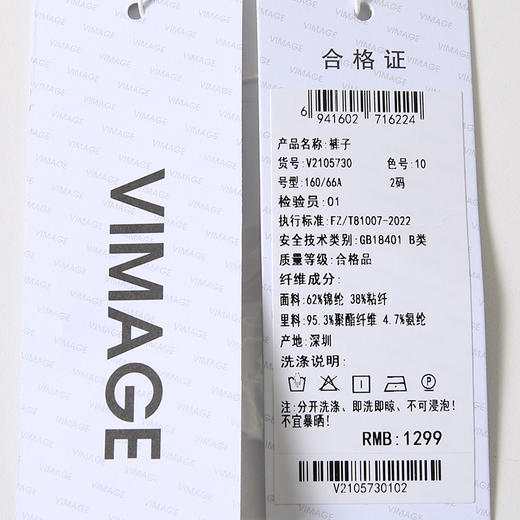 VIMAGE
合格证
6 941602 716224
产品名称:裤子
货号:V2105730 色号:10
号型:160/66A 2码
检验员:01
执行标准:FZ/T81007-2022
安全技术类别:GB18401 B类
质量等级:合格品
纤维成分:
面料:62%锦纶 38%粘纤
里料:95.3%聚酯纤维 4.7%氨纶
产地:深圳
洗涤说明:
注:分开洗涤、即洗即晾、不可浸泡!
不宜暴晒!
RMB:1299
V2105730102